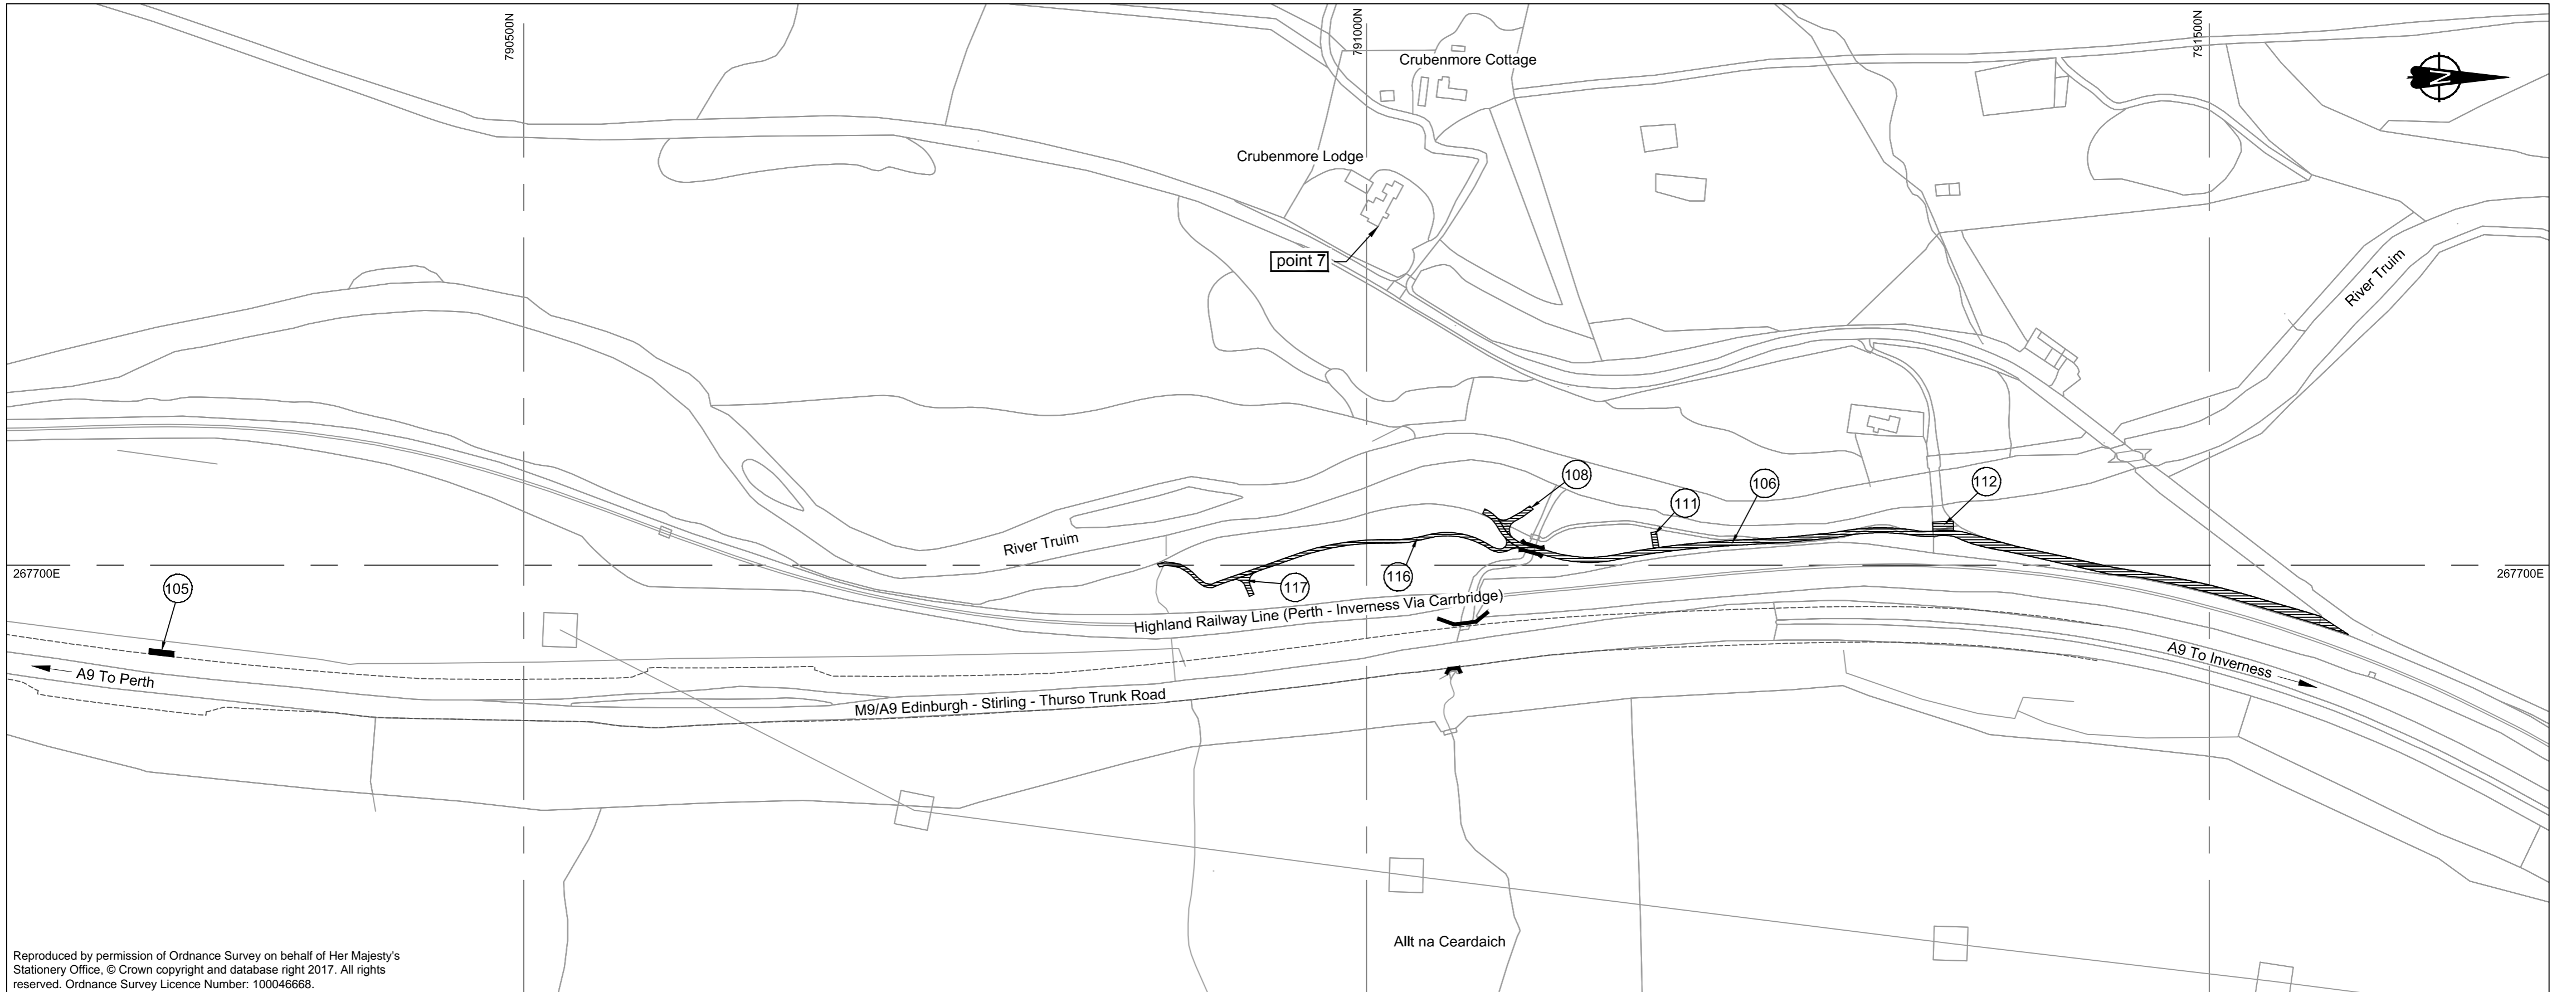 790500N
791000N
791500N
Crubenmore Cottage
N
Crubenmore Lodge
point 7
River Truim
108
106
112
111
River Truim
267700E
267700E
105
117
116
Highland Railway Line (Perth - Inverness Via Carrbridge)
A9 To Perth
A9 To Inverness
M9/A9 Edinburgh - Stirling - Thurso Trunk Road
Allt na Ceardaich
Reproduced by permission of Ordnance Survey on behalf of Her Majesty's
Stationery Office, © Crown copyright and database right 2017. All rights
reserved. Ordnance Survey Licence Number: 100046668.